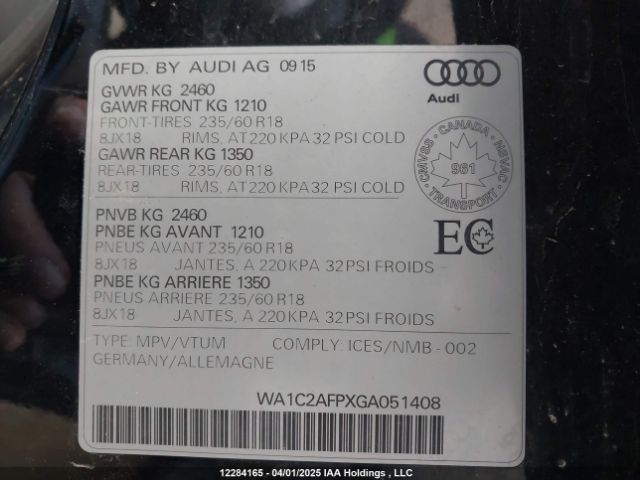 MFD. BY AUDI AG 0915
Audi
GVWR KG 2460
GAWR FRONT KG 1210
FRONT-TIRES 235/60 R18
8JX18 RIMS, AT 220 KPA 32 PSI COLD
GAWR REAR KG 1350
REAR-TIRES 235/60 R18
8JX18 RIMS, AT 220 KPA 32 PSI COLD
CMVSS - CANADA - NSVAC
961
TRANSPORT
PNVB KG 2460
PNBE KG AVANT 1210
PNEUS AVANT 235/60 R18
8JX18 JANTES, A 220 KPA 32 PSI FROIDS
EC
PNBE KG ARRIERE 1350
PNEUS ARRIERE 235/60 R18
8JX18 JANTES, A 220 KPA 32 PSI FROIDS
TYPE: MPV/VTUM COMPLY: ICES/NMB - 002
GERMANY/ALLEMAGNE
WA1C2AFPXGA051408
12284165 - 04/01/2025 IAA Holdings , LLC